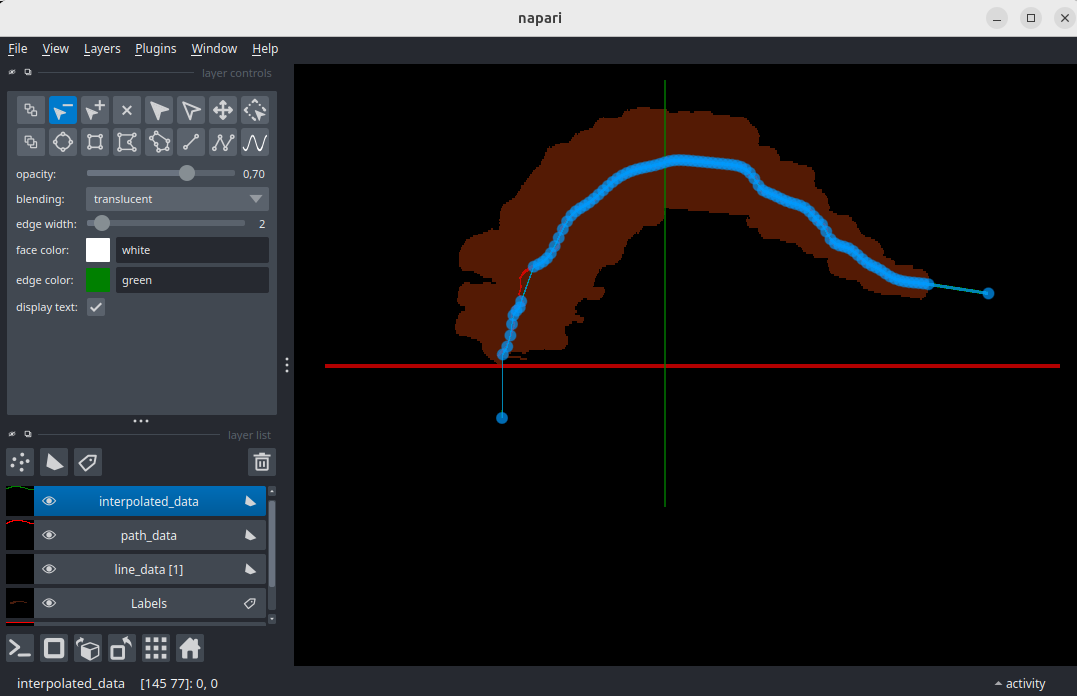 napari
File View Layers Plugins Window Help
layer controls
opacity: 0,70
blending: translucent
edge width: 2
face color: white
edge color: green
display text:
layer list
interpolated_data
path_data
line_data [1]
Labels
interpolated_data [145 77]: 0, 0
activity